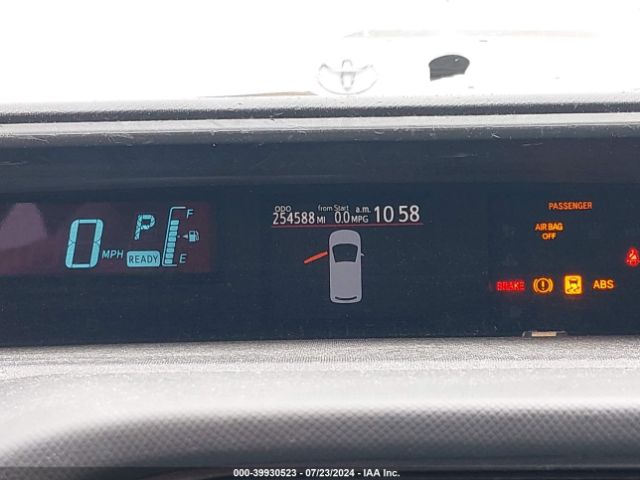 0 MPH
P
READY
F
E
ODO from Start a.m.
254588 MI 0.0 MPG 10 58
PASSENGER
AIR BAG
OFF
BRAKE ABS
000-39930523 - 07/23/2024 - IAA Inc.